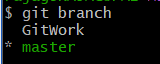 $ git branch
  GitWork
* master